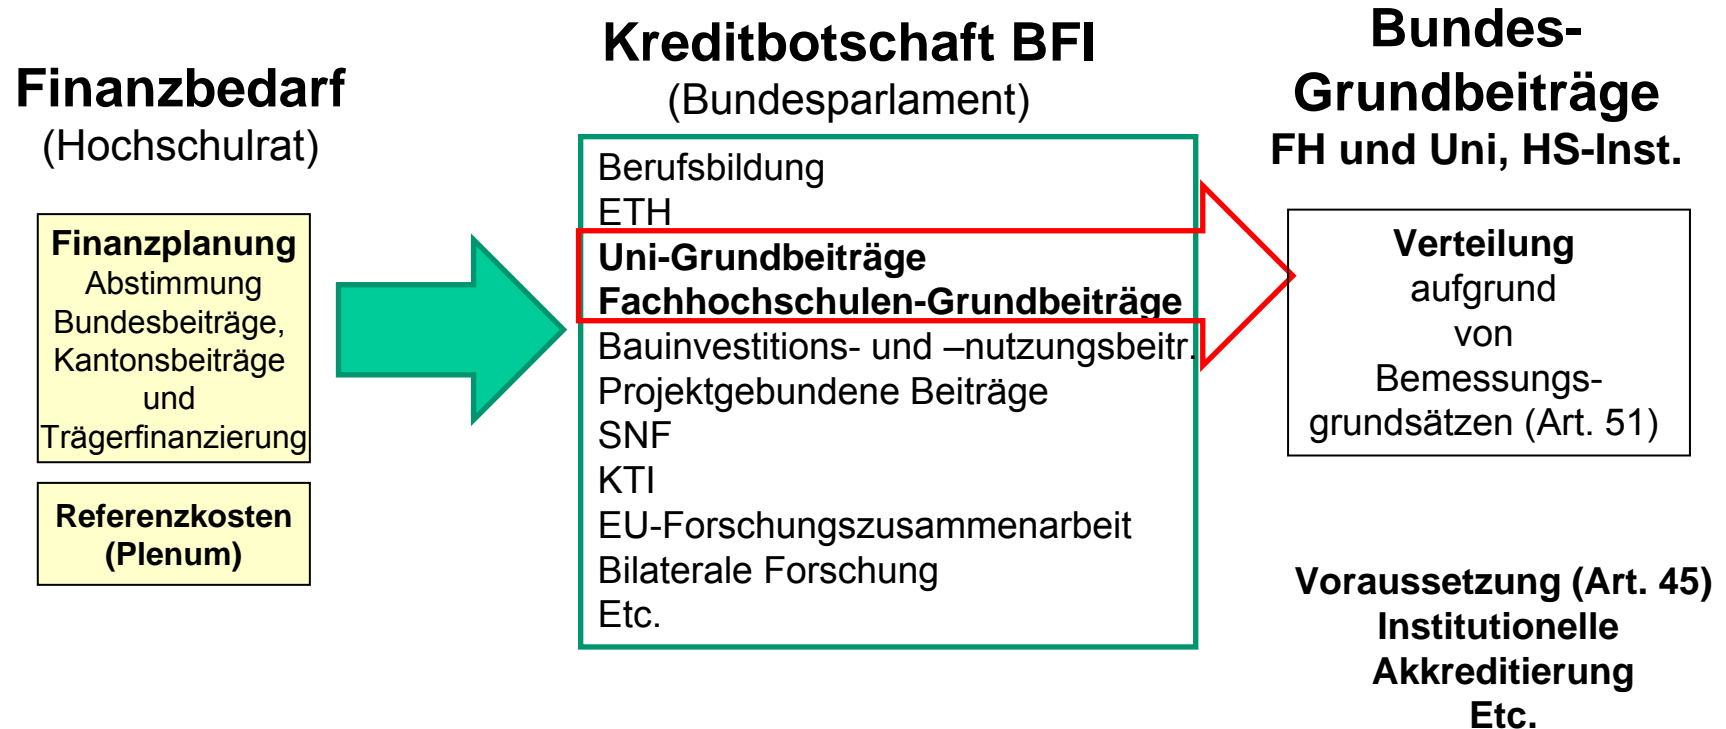 Finanzbedarf
(Hochschulrat)
Finanzplanung
Abstimmung
Bundesbeiträge,
Kantonsbeiträge
und
Trägerfinanzierung
Referenzkosten
(Plenum)
Kreditbotschaft BFI
(Bundesparlament)
Berufsbildung
ETH
Uni-Grundbeiträge
Fachhochschulen-Grundbeiträge
Bauinvestitions- und –nutzungsbeitr.
Projektgebundene Beiträge
SNF
KTI
EU-Forschungszusammenarbeit
Bilaterale Forschung
Etc.
Bundes-
Grundbeiträge
FH und Uni, HS-Inst.
Verteilung
aufgrund
von
Bemessungs-
grundsätzen (Art. 51)
Voraussetzung (Art. 45)
Institutionelle
Akkreditierung
Etc.